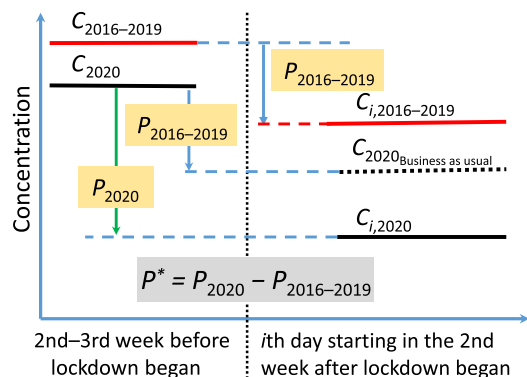 C2016–2019
C2020
P2016–2019
P2016–2019
Ci,2016–2019
C2020Business as usual
P2020
Ci,2020
P* = P2020 − P2016–2019
Concentration
2nd–3rd week before
lockdown began
ith day starting in the 2nd
week after lockdown began